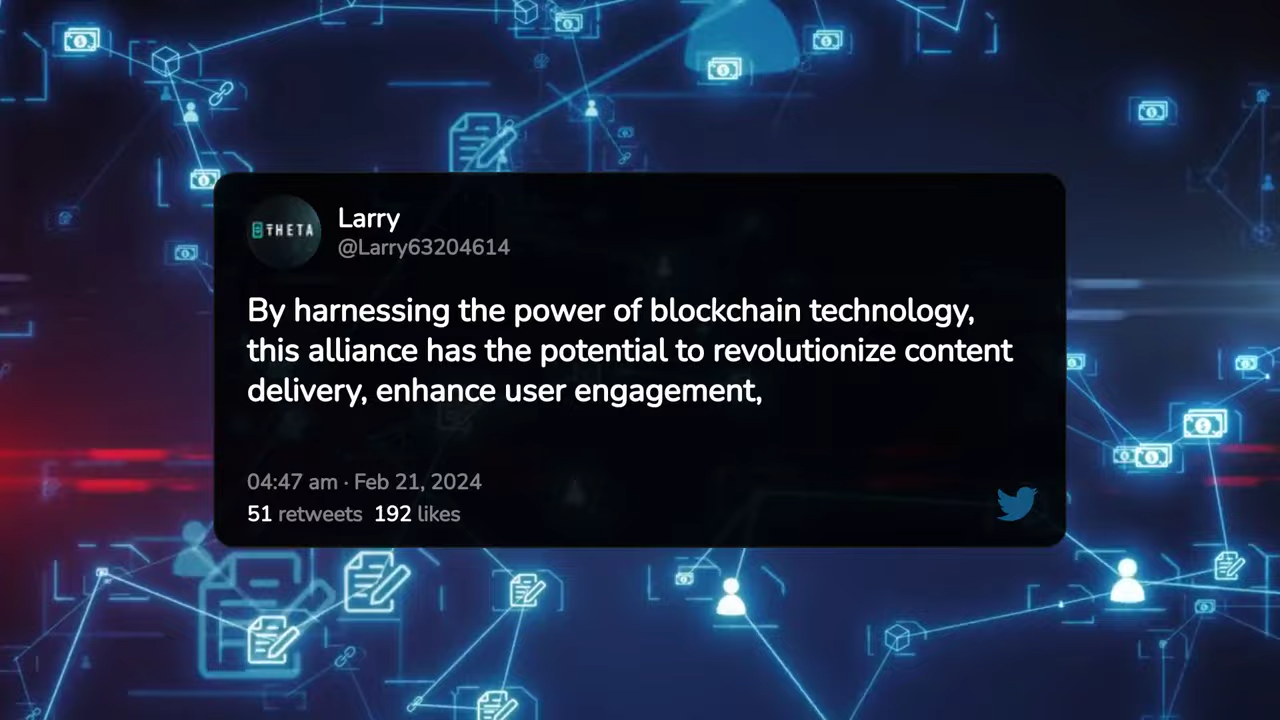 THETA
Larry
@Larry63204614
By harnessing the power of blockchain technology,
this alliance has the potential to revolutionize content
delivery, enhance user engagement,
04:47 am · Feb 21, 2024
51 retweets 192 likes